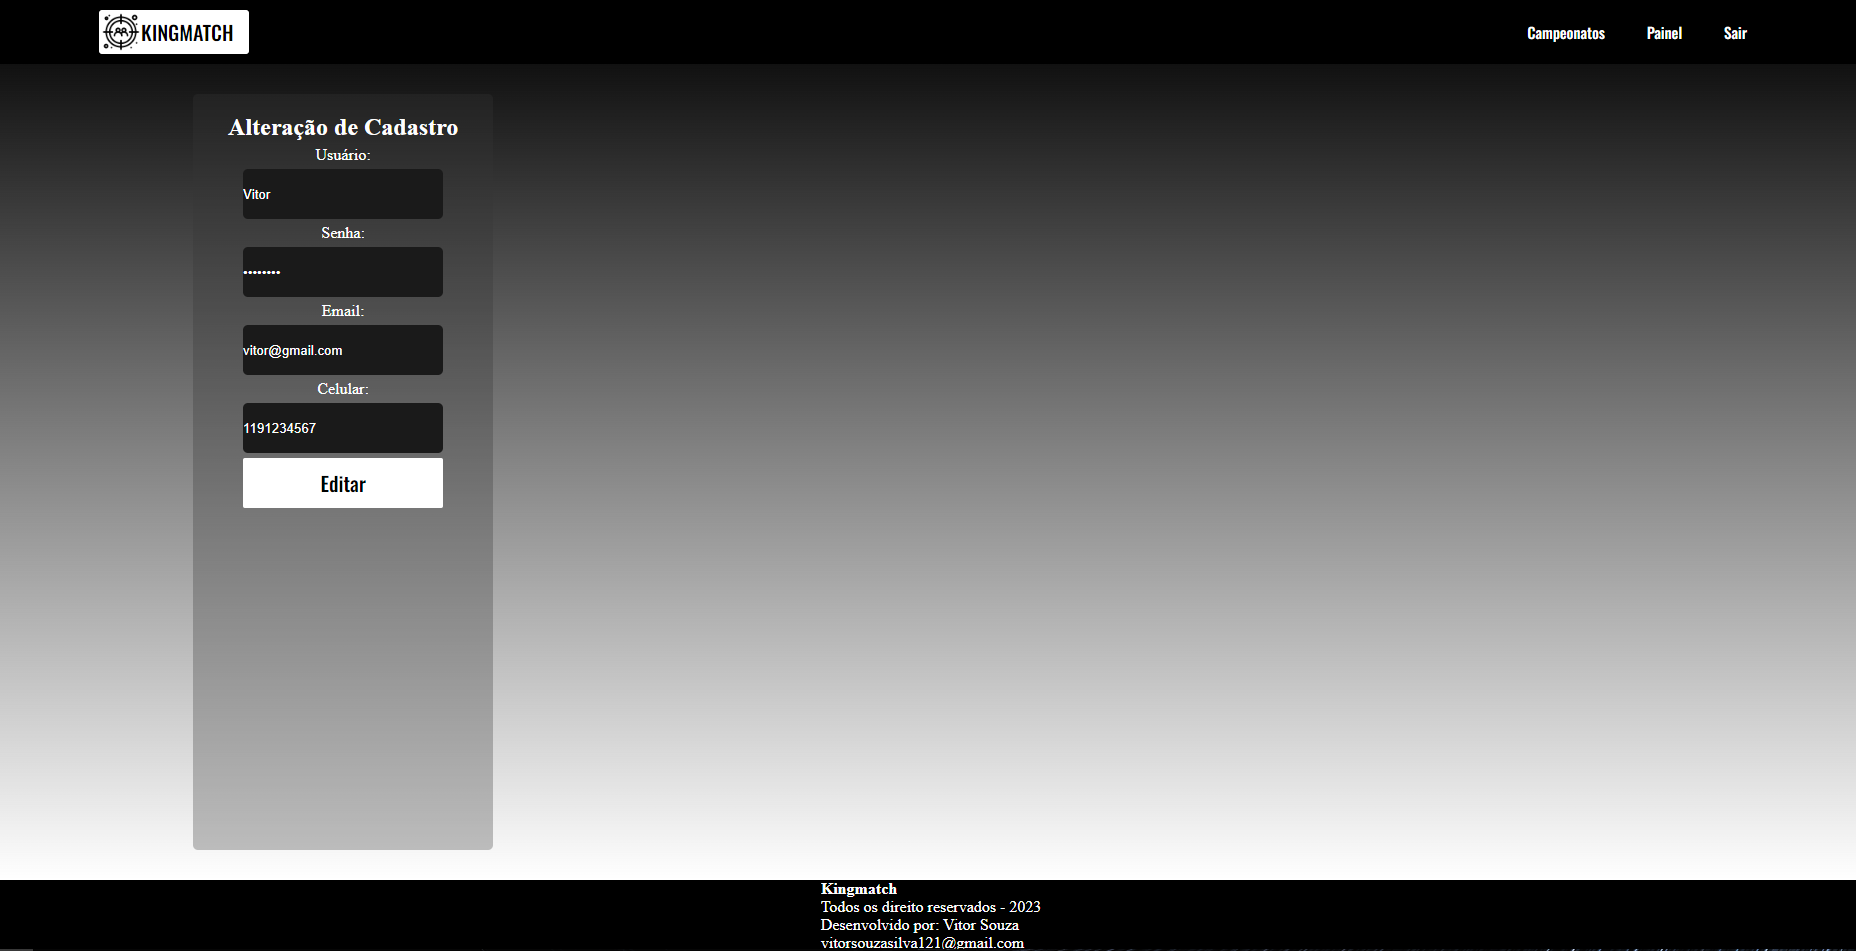 KINGMATCH
Campeonatos Painel Sair
Alteração de Cadastro
Usuário:
Vitor
Senha:
••••••••
Email:
vitor@gmail.com
Celular:
1191234567
Editar
Kingmatch
Todos os direito reservados - 2023
Desenvolvido por: Vitor Souza
vitorsouzasilva121@gmail.com